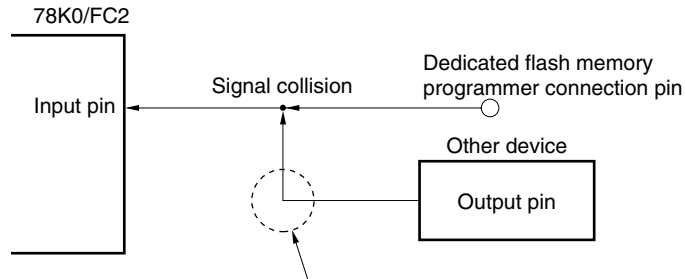 78K0/FC2
Dedicated flash memory
programmer connection pin
Signal collision
Input pin
Other device
Output pin